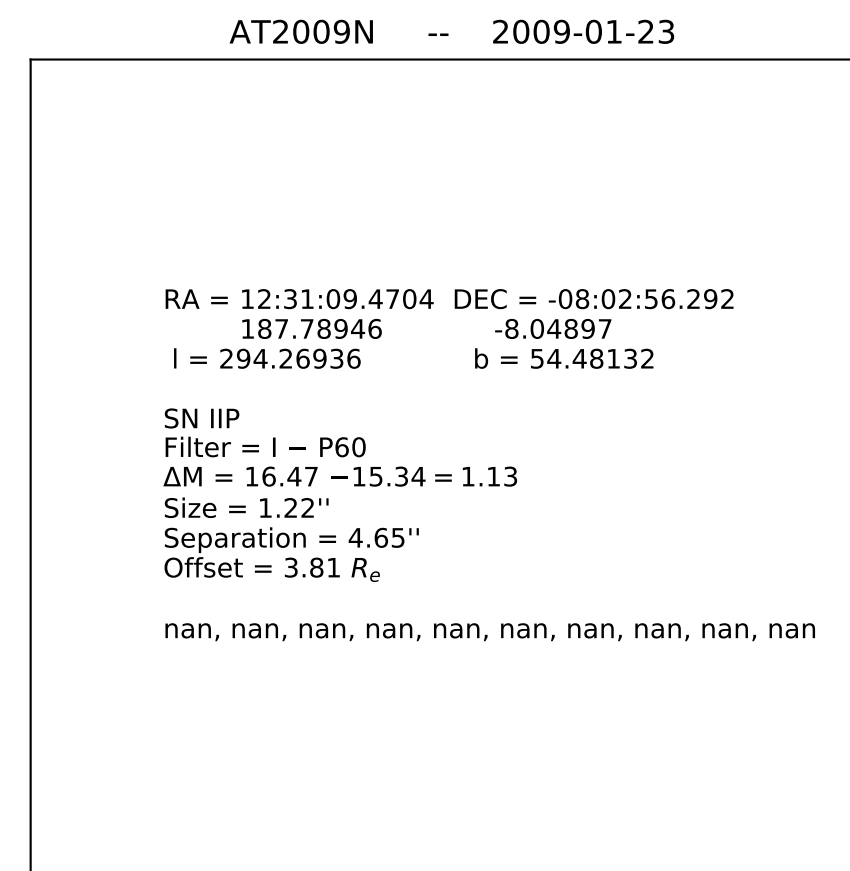 AT2009N -- 2009-01-23
RA = 12:31:09.4704 DEC = -08:02:56.292
187.78946 -8.04897
l = 294.26936 b = 54.48132
SN IIP
Filter = I − P60
ΔM = 16.47 −15.34 = 1.13
Size = 1.22''
Separation = 4.65''
Offset = 3.81 Rₑ
nan, nan, nan, nan, nan, nan, nan, nan, nan, nan